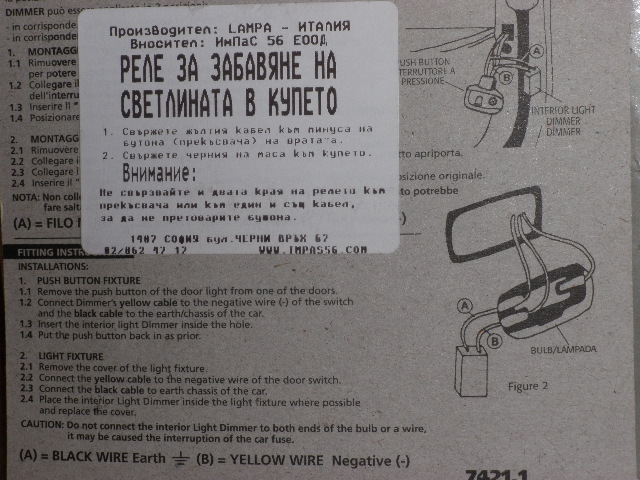 DIMMER può
- in corrisponde
- in corrisponde
1. MONTAGG
1.1 Rimuovere
per potere
1.2 Collegare i
dell'interru
1.3 Inserire il "
1.4 Posizionare
2. MONTAGG
2.1 Rimuovere
2.2 Collegare i
2.3 Collegare i
2.4 Inserire il "
NOTA: Non colle
fare salt
(A) = FILO N
Производител: LAMPA - ИТАЛИЯ
Вносител: ИмПаС 56 ЕООД
РЕЛЕ ЗА ЗАБАВЯНЕ НА
СВЕТЛИНАТА В КУПЕТО
1. Свържете жълтия кабел към минуса на
бутона (прекъсвача) на вратата.
2. Свържете черния на маса към купето.
Внимание:
Не свързвайте и двата края на релето към
прекъсвача или към един и същ кабел,
за да не претоварите бушона.
1407 СОФИЯ бул.ЧЕРНИ ВРЪХ 67
02/862 47 17 WWW.IMPAS56.COM
PUSH BUTTON
INTERRUTTORE A
PRESSIONE
A
B
INTERIOR LIGHT
DIMMER
DIMMER
tto apriporta.
sizione originale.
to potrebbe
-)
FITTING INSTRU
INSTALLATIONS:
1. PUSH BUTTON FIXTURE
1.1 Remove the push button of the door light from one of the doors.
1.2 Connect Dimmer's yellow cable to the negative wire (-) of the switch
and the black cable to the earth/chassis of the car.
1.3 Insert the interior light Dimmer inside the hole.
1.4 Put the push button back in as prior.
2. LIGHT FIXTURE
2.1 Remove the cover of the light fixture.
2.2 Connect the yellow cable to the negative wire of the door switch.
2.3 Connect the black cable to earth chassis of the car.
2.4 Place the interior Light Dimmer inside the light fixture where possible
and replace the cover.
CAUTION: Do not connect the interior Light Dimmer to both ends of the bulb or a wire,
it may be caused the interruption of the car fuse.
(A) = BLACK WIRE Earth (B) = YELLOW WIRE Negative (-)
A
B
BULB/LAMPADA
Figure 2
7421-1